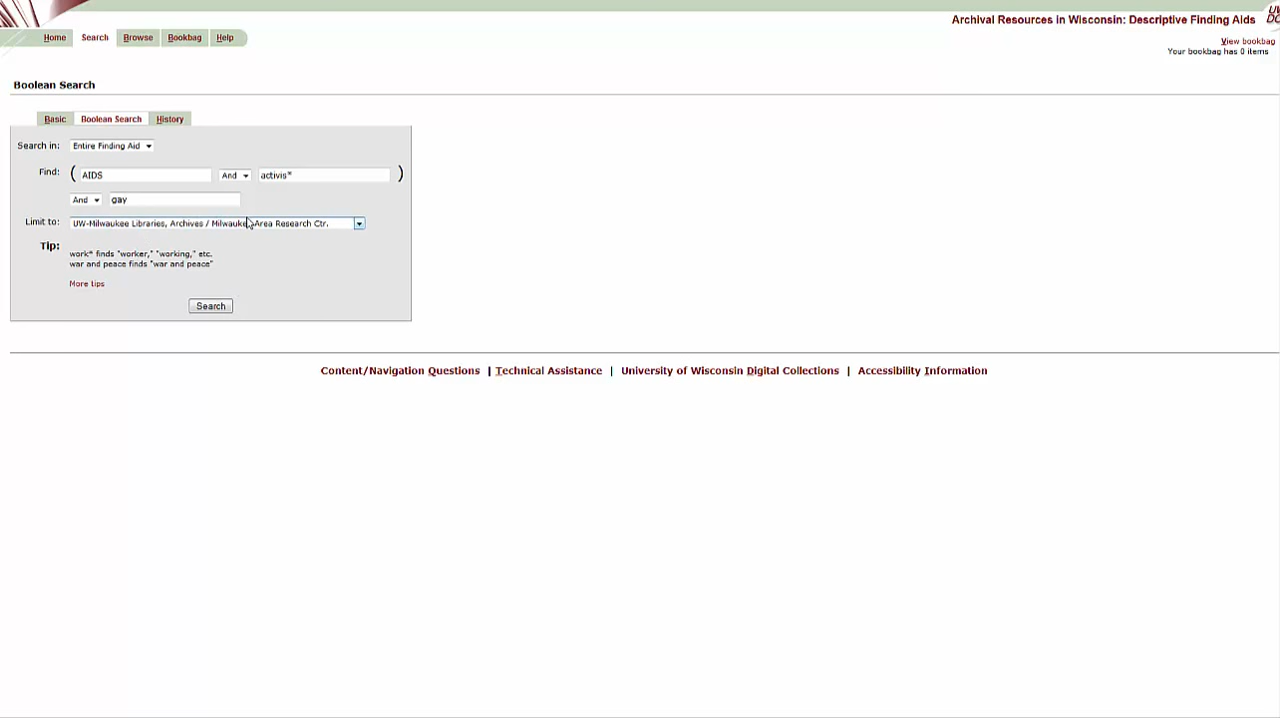 Archival Resources in Wisconsin: Descriptive Finding Aids
Home Search Browse Bookbag Help
View bookbag
Your bookbag has 0 items
Boolean Search
Basic Boolean Search History
Search in: Entire Finding Aid
Find: ( AIDS And activis* )
And gay
Limit to: UW-Milwaukee Libraries, Archives / Milwaukee Area Research Ctr.
Tip:
work* finds "worker," "working," etc.
war and peace finds "war and peace"
More tips
Search
Content/Navigation Questions | Technical Assistance | University of Wisconsin Digital Collections | Accessibility Information